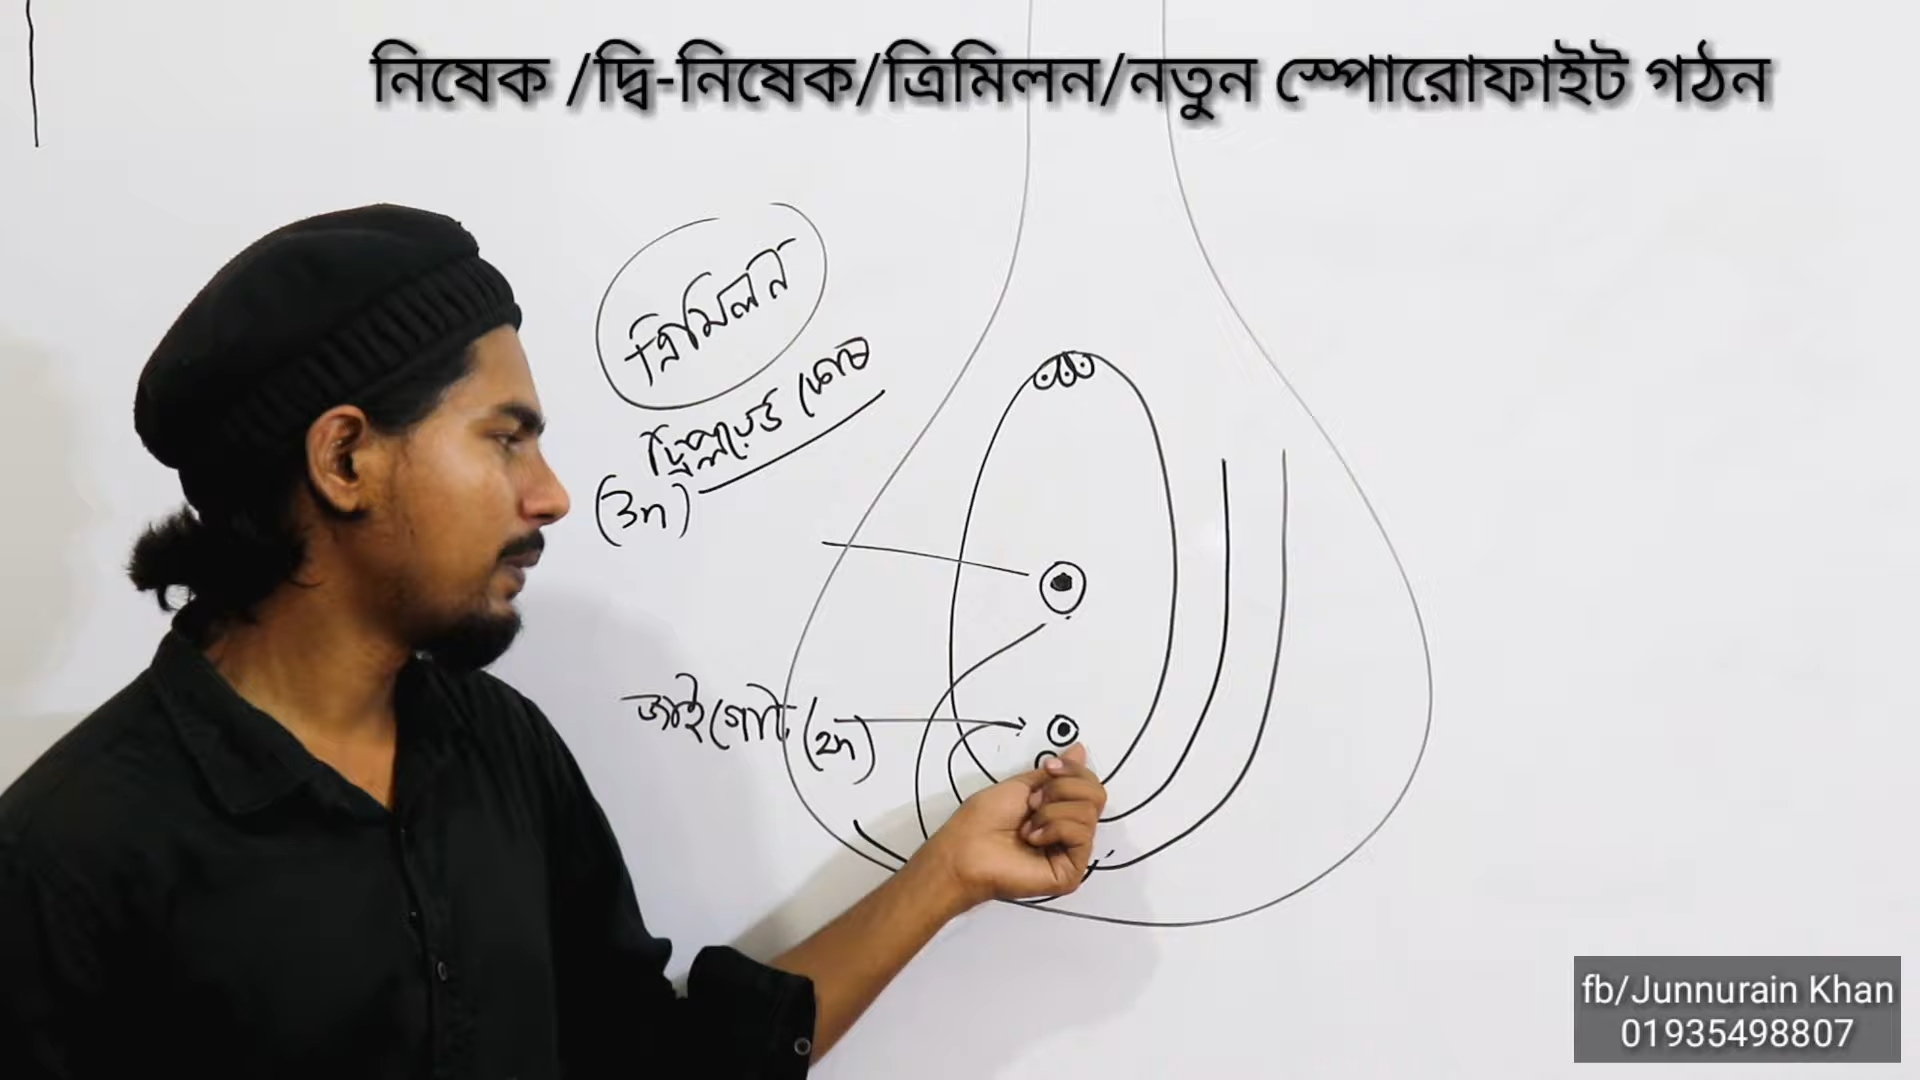 নিষেক /দ্বি-নিষেক/ত্রিমিলন/নতুন স্পোরোফাইট গঠন
ত্রিমিলন
ট্রিপ্লয়েড
(3n)
জাইগোট (2n)
fb/Junnurain Khan
01935498807